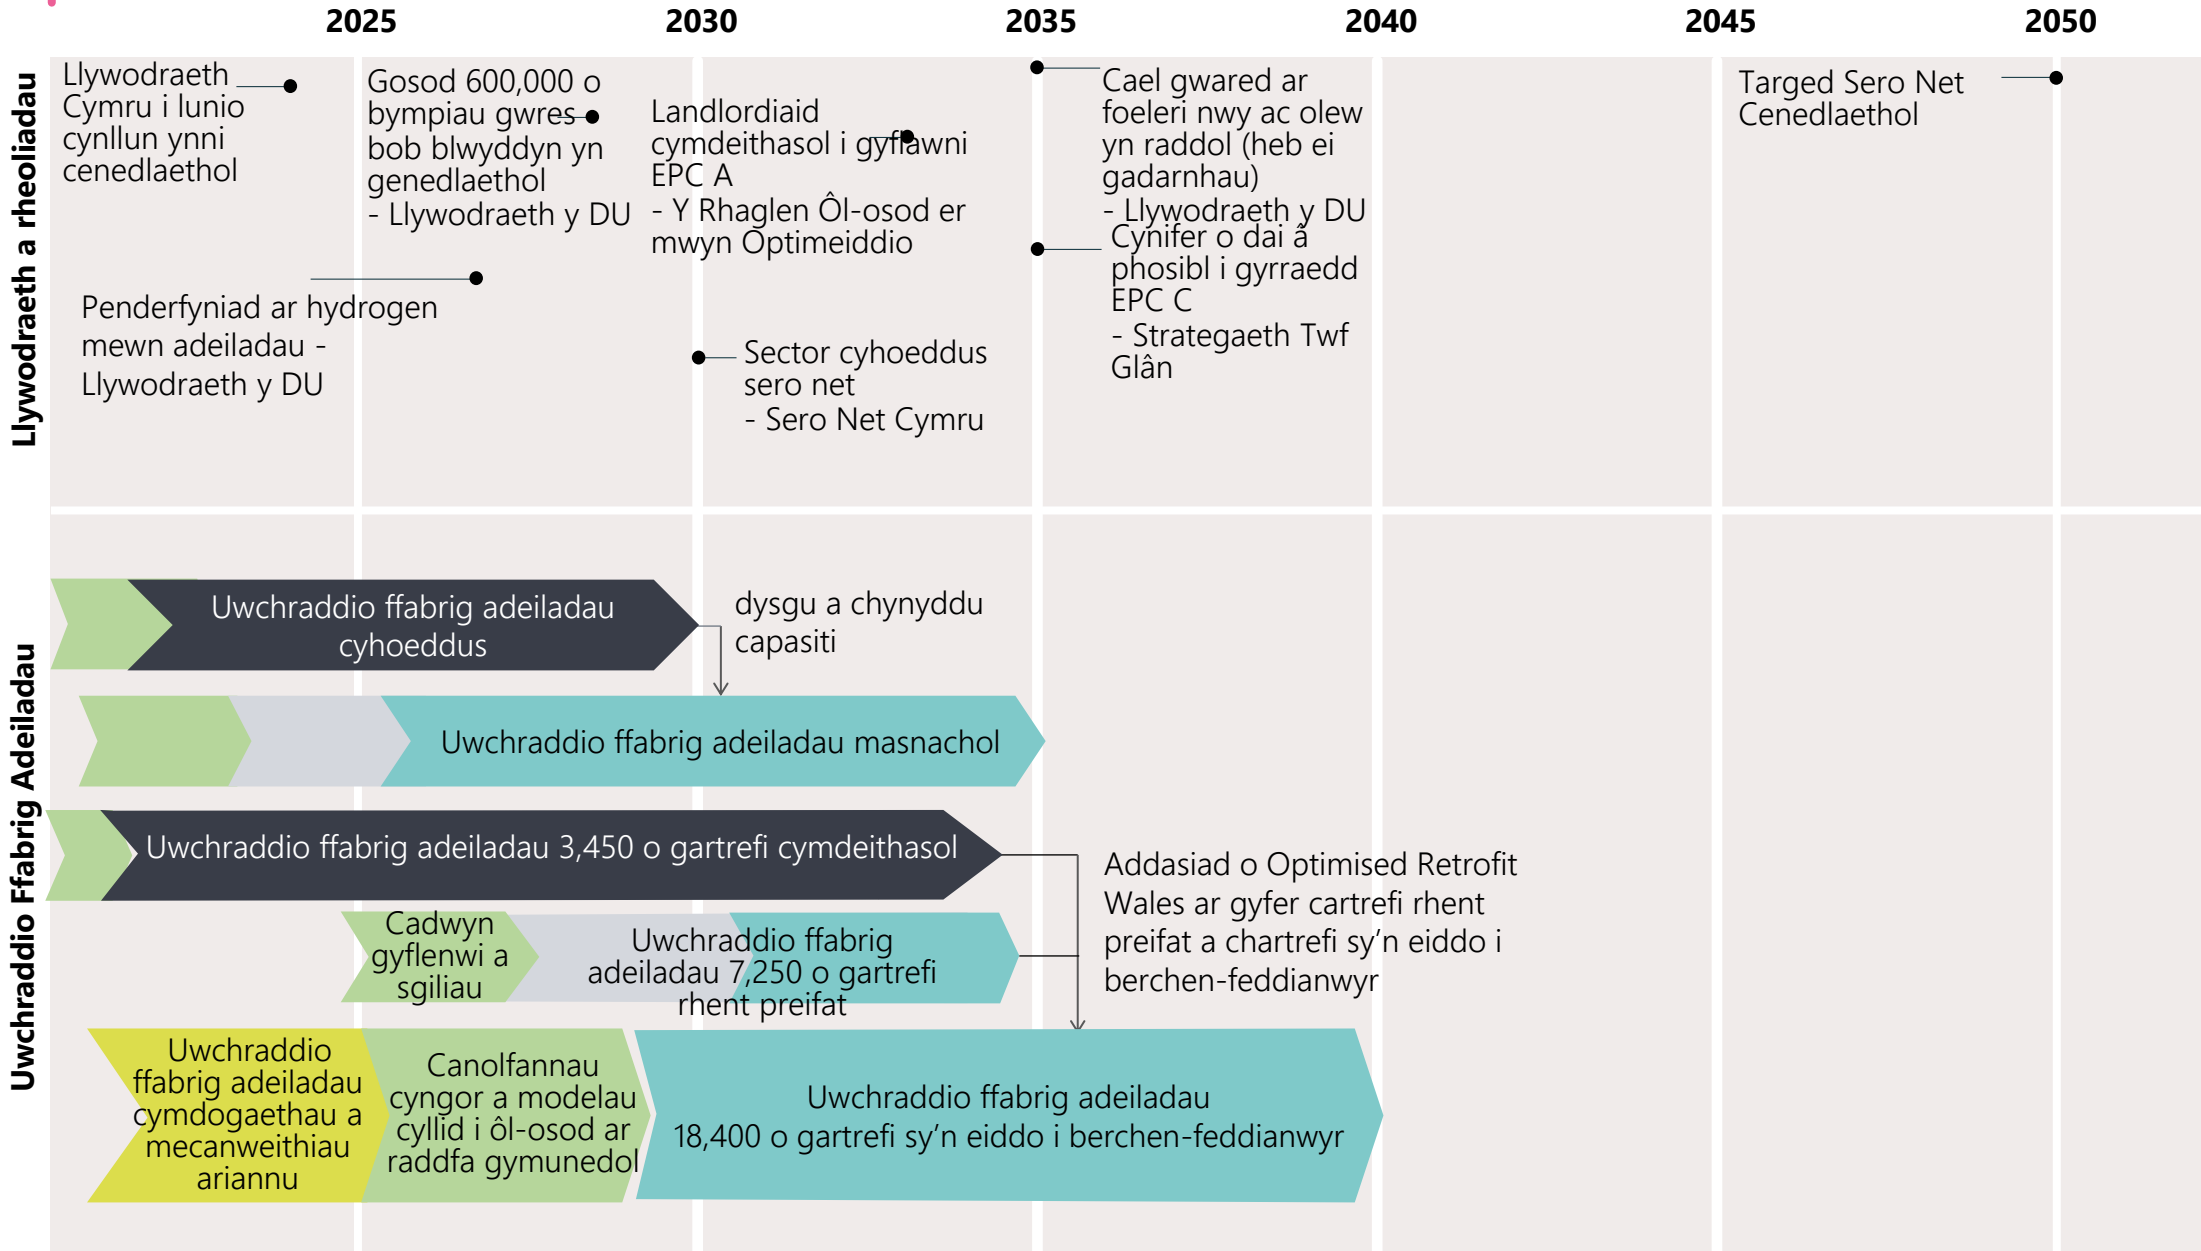 2025
2030
2035
2040
2045
2050
Llywodraeth a rheoliadau
Llywodraeth
Cymru i lunio
cynllun ynni
cenedlaethol
Gosod 600,000 o
bympiau gwres
bob blwyddyn yn
genedlaethol
- Llywodraeth y DU
Landlordiaid
cymdeithasol i gyflawni
EPC A
- Y Rhaglen Ôl-osod er
mwyn Optimeiddio
Cael gwared ar
foeleri nwy ac olew
yn raddol (heb ei
gadarnhau)
- Llywodraeth y DU
Targed Sero Net
Cenedlaethol
Cynifer o dai â
phosibl i gyrraedd
EPC C
- Strategaeth Twf
Glân
Penderfyniad ar hydrogen
mewn adeiladau -
Llywodraeth y DU
Sector cyhoeddus
sero net
- Sero Net Cymru
Uwchraddio Ffabrig Adeiladau
Uwchraddio ffabrig adeiladau
cyhoeddus
dysgu a chynyddu
capasiti
Uwchraddio ffabrig adeiladau masnachol
Uwchraddio ffabrig adeiladau 3,450 o gartrefi cymdeithasol
Addasiad o Optimised Retrofit
Wales ar gyfer cartrefi rhent
preifat a chartrefi sy’n eiddo i
berchen-feddianwyr
Cadwyn
gyflenwi a
sgiliau
Uwchraddio ffabrig
adeiladau 7,250 o gartrefi
rhent preifat
Uwchraddio
ffabrig adeiladau
cymdogaethau a
mecanweithiau
ariannu
Canolfannau
cyngor a modelau
cyllid i ôl-osod ar
raddfa gymunedol
Uwchraddio ffabrig adeiladau
18,400 o gartrefi sy’n eiddo i berchen-feddianwyr